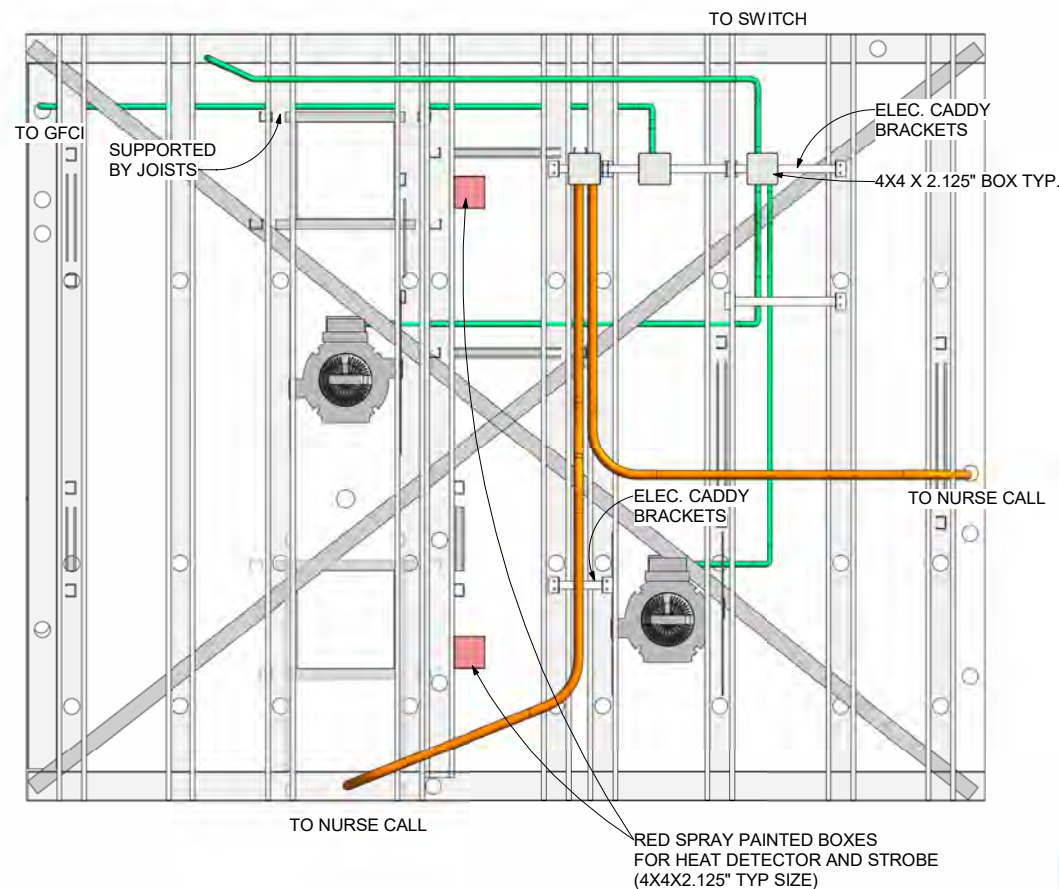 TO SWITCH
ELEC. CADDY
BRACKETS
TO GFCI
SUPPORTED
BY JOISTS
4X4 X 2.125" BOX TYP.
ELEC. CADDY
BRACKETS
TO NURSE CALL
TO NURSE CALL
RED SPRAY PAINTED BOXES
FOR HEAT DETECTOR AND STROBE
(4X4X2.125" TYP SIZE)